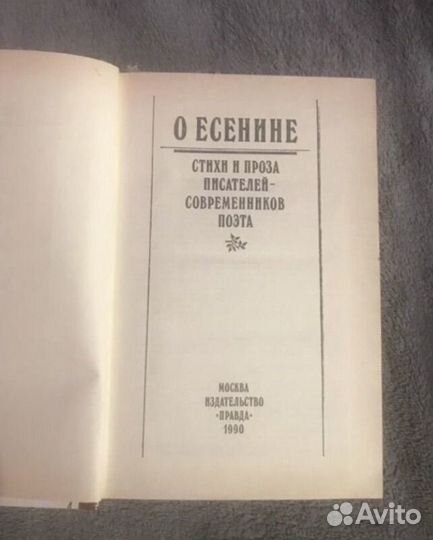 О ЕСЕНИНЕ
СТИХИ И ПРОЗА
ПИСАТЕЛЕЙ-
СОВРЕМЕННИКОВ
ПОЭТА
МОСКВА
ИЗДАТЕЛЬСТВО
«ПРАВДА»
1990
Avito